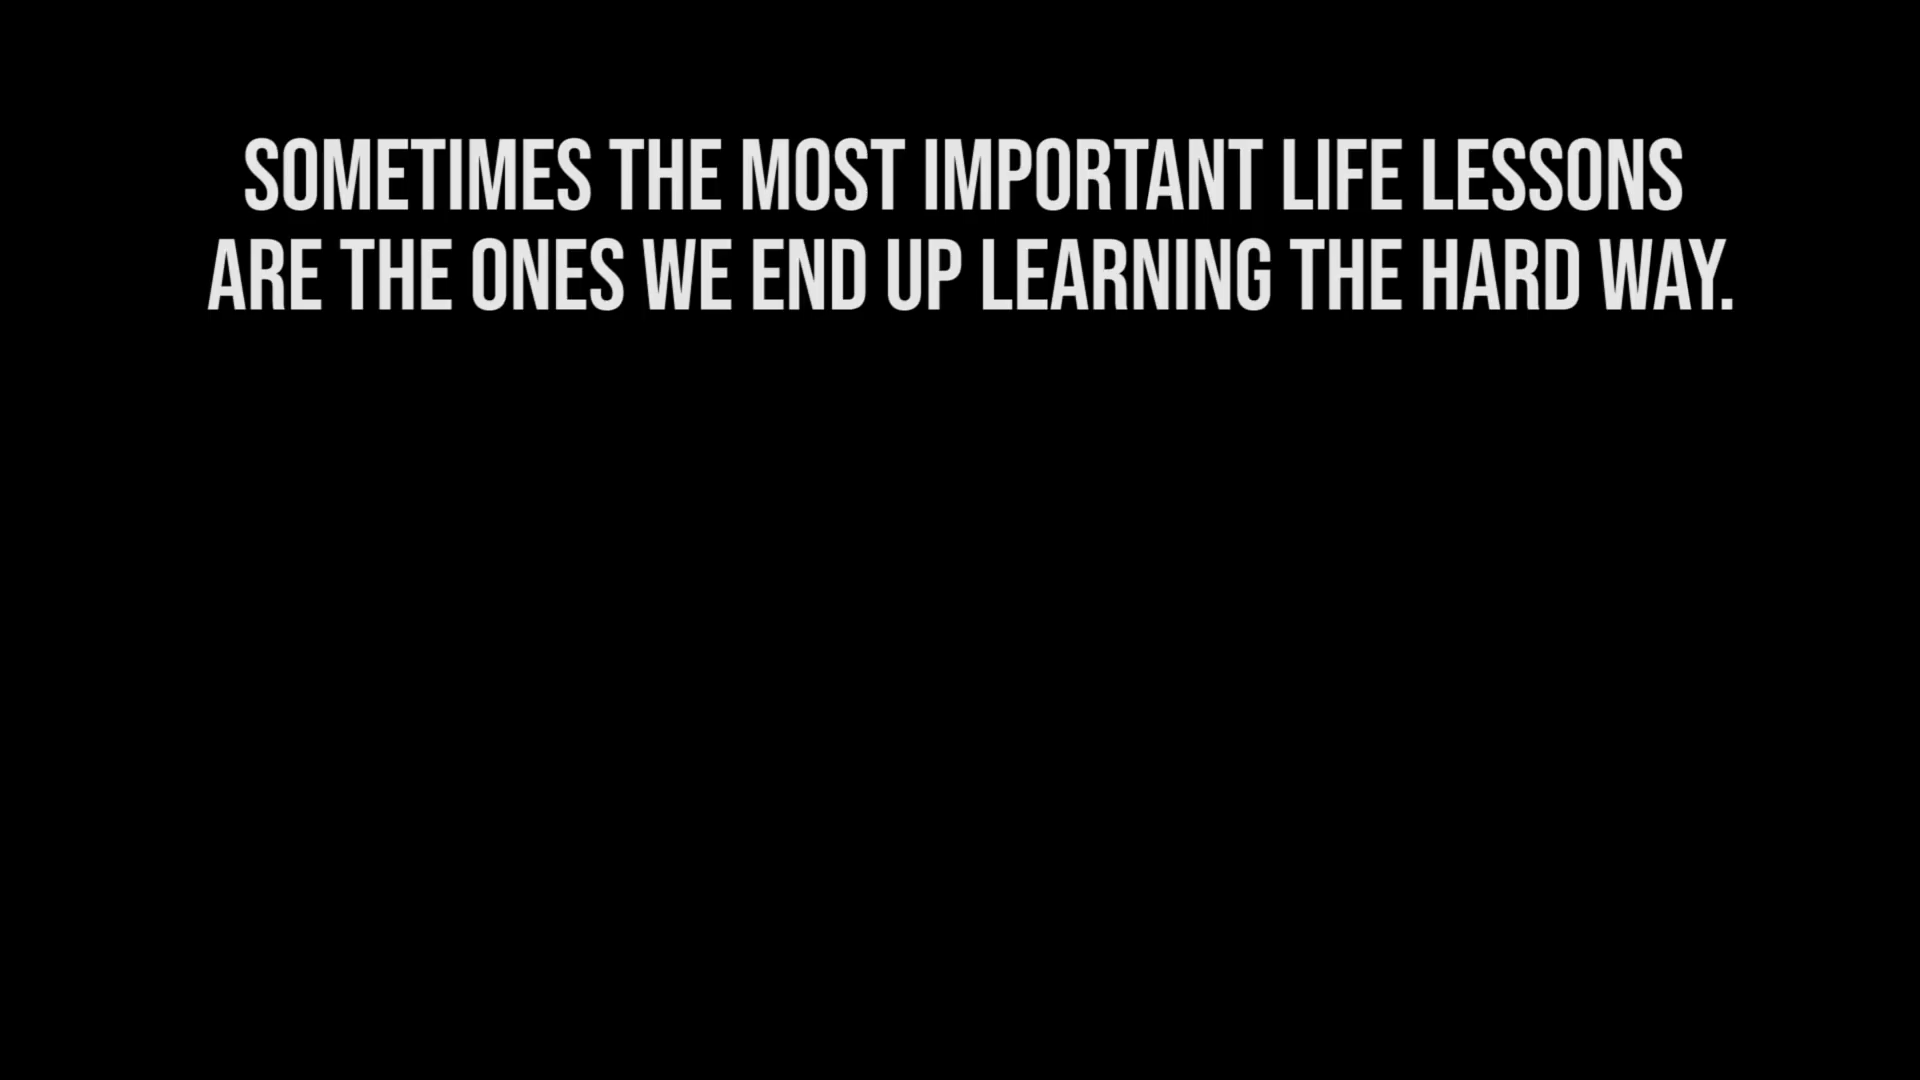 SOMETIMES THE MOST IMPORTANT LIFE LESSONS
ARE THE ONES WE END UP LEARNING THE HARD WAY.